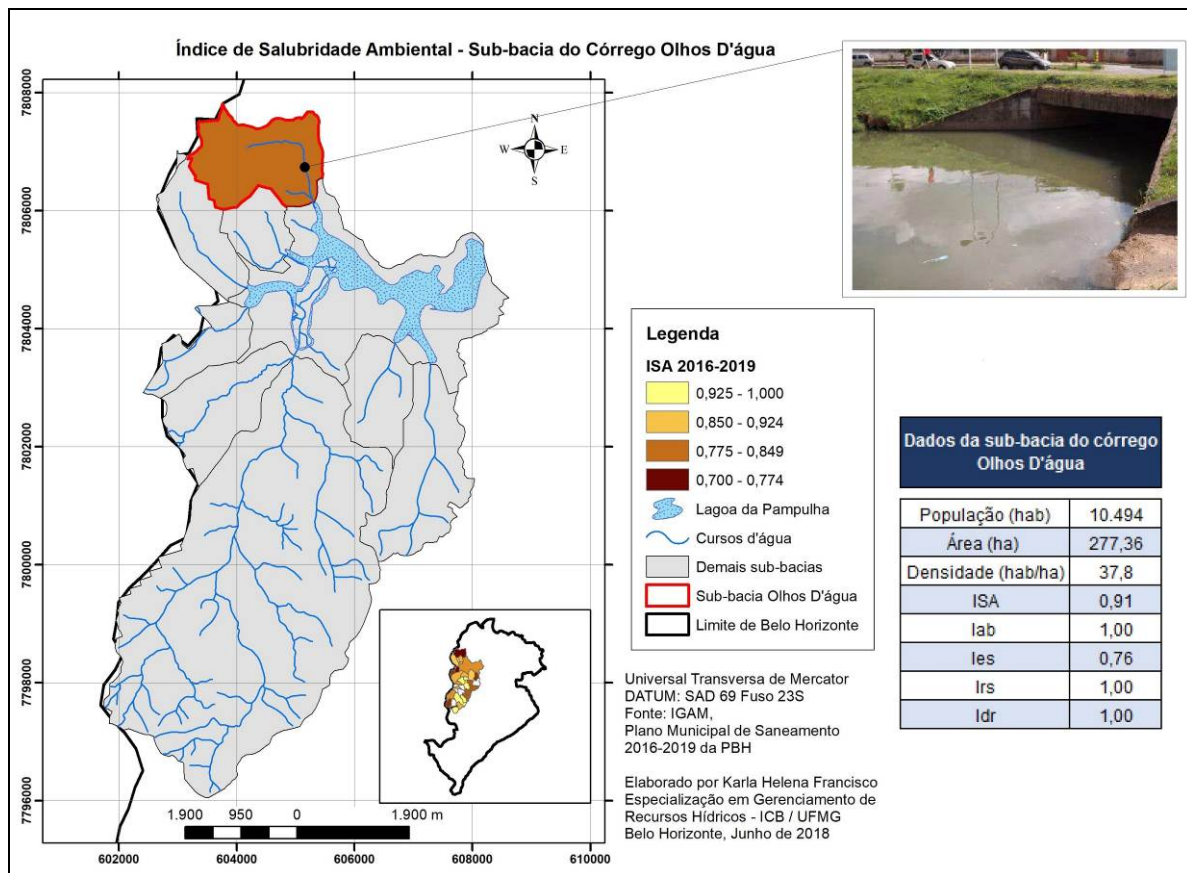 Índice de Salubridade Ambiental - Sub-bacia do Córrego Olhos D'água
7808000
7806000
7804000
7802000
7800000
7798000
7796000
602000
604000
606000
608000
610000
N
W
E
S
1.900
950
0
1.900 m
Legenda
ISA 2016-2019
0,925 - 1,000
0,850 - 0,924
0,775 - 0,849
0,700 - 0,774
Lagoa da Pampulha
Cursos d'água
Demais sub-bacias
Sub-bacia Olhos D'água
Limite de Belo Horizonte
Universal Transversa de Mercator
DATUM: SAD 69 Fuso 23S
Fonte: IGAM,
Plano Municipal de Saneamento
2016-2019 da PBH
Elaborado por Karla Helena Francisco
Especialização em Gerenciamento de
Recursos Hídricos - ICB / UFMG
Belo Horizonte, Junho de 2018
Dados da sub-bacia do córrego
Olhos D'água
População (hab) 10.494
Área (ha) 277,36
Densidade (hab/ha) 37,8
ISA 0,91
Iab 1,00
Ies 0,76
Irs 1,00
Idr 1,00